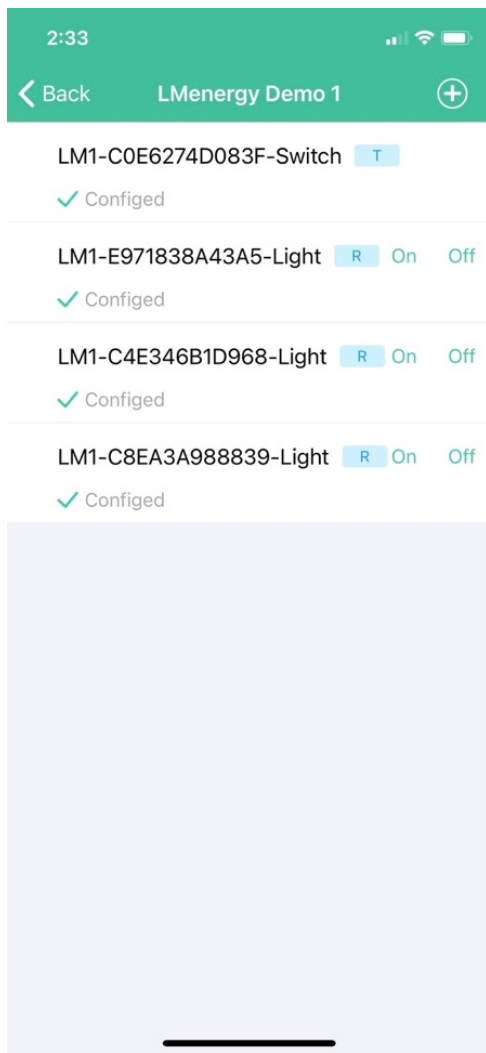 2:33
Back LMenergy Demo 1
LM1-C0E6274D083F-Switch T
Configed
LM1-E971838A43A5-Light R On Off
Configed
LM1-C4E346B1D968-Light R On Off
Configed
LM1-C8EA3A988839-Light R On Off
Configed